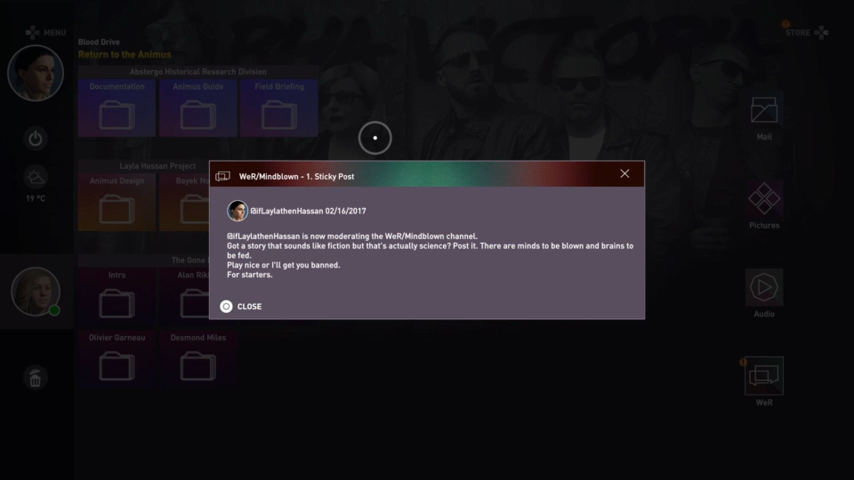 MENU
STORE
Blood Drive
Return to the Animus
Abstergo Historical Research Division
Documentation
Animus Guide
Field Briefing
Mail
Layla Hassan Project
WeR/Mindblown - 1. Sticky Post
Animus Design
19 °C
@ifLaylathenHassan 02/16/2017
Pictures
@ifLaylathenHassan is now moderating the WeR/Mindblown channel.
Got a story that sounds like fiction but that's actually science? Post it. There are minds to be blown and brains to
be fed.
Play nice or I'll get you banned.
For starters.
Intro
CLOSE
Audio
Olivier Garneau
Desmond Miles
WeR